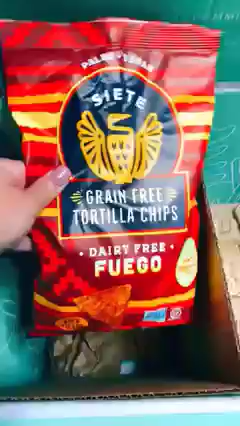 PALEO • VEGAN
SIETE
GRAIN FREE
TORTILLA CHIPS
• DAIRY FREE •
FUEGO